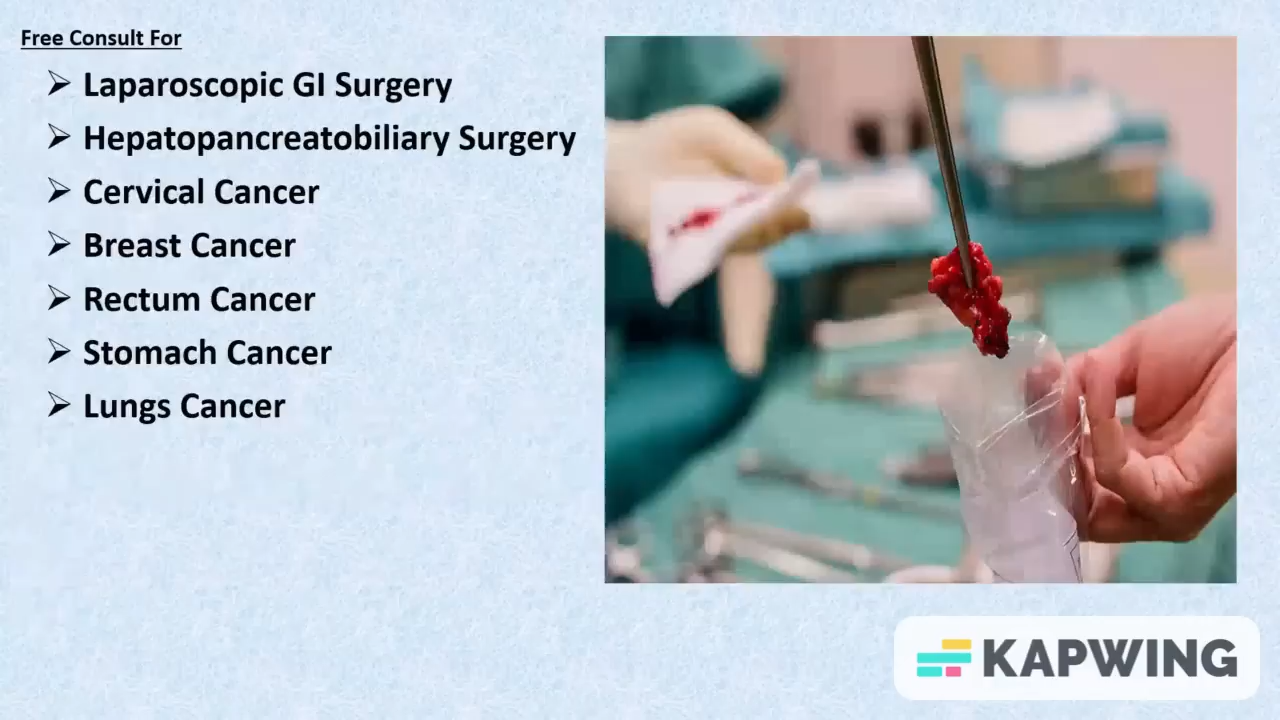 Free Consult For
➢ Laparoscopic GI Surgery
➢ Hepatopancreatobiliary Surgery
➢ Cervical Cancer
➢ Breast Cancer
➢ Rectum Cancer
➢ Stomach Cancer
➢ Lungs Cancer
KAPWING